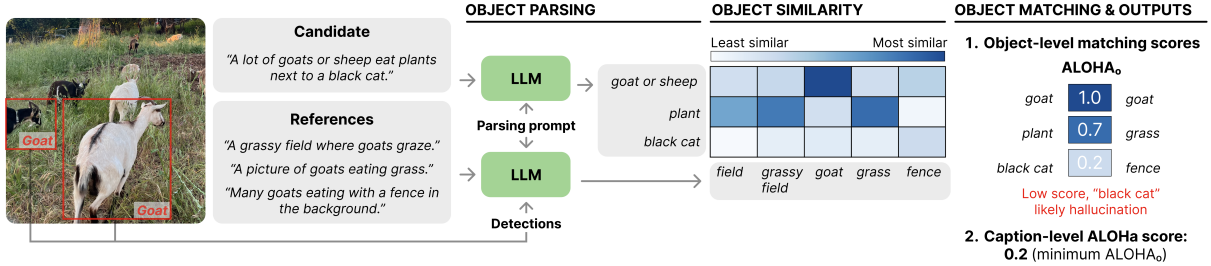 OBJECT PARSING
OBJECT SIMILARITY
OBJECT MATCHING & OUTPUTS
Candidate
“A lot of goats or sheep eat plants
next to a black cat.”
References
“A grassy field where goats graze.”
“A picture of goats eating grass.”
“Many goats eating with a fence in
the background.”
Goat
Goat
LLM
Parsing prompt
LLM
Detections
Least similar
Most similar
goat or sheep
plant
black cat
field
grassy
field
goat
grass
fence
1. Object-level matching scores
ALOHAₒ
goat 1.0 goat
plant 0.7 grass
black cat 0.2 fence
Low score, “black cat”
likely hallucination
2. Caption-level ALOHa score:
0.2 (minimum ALOHAₒ)